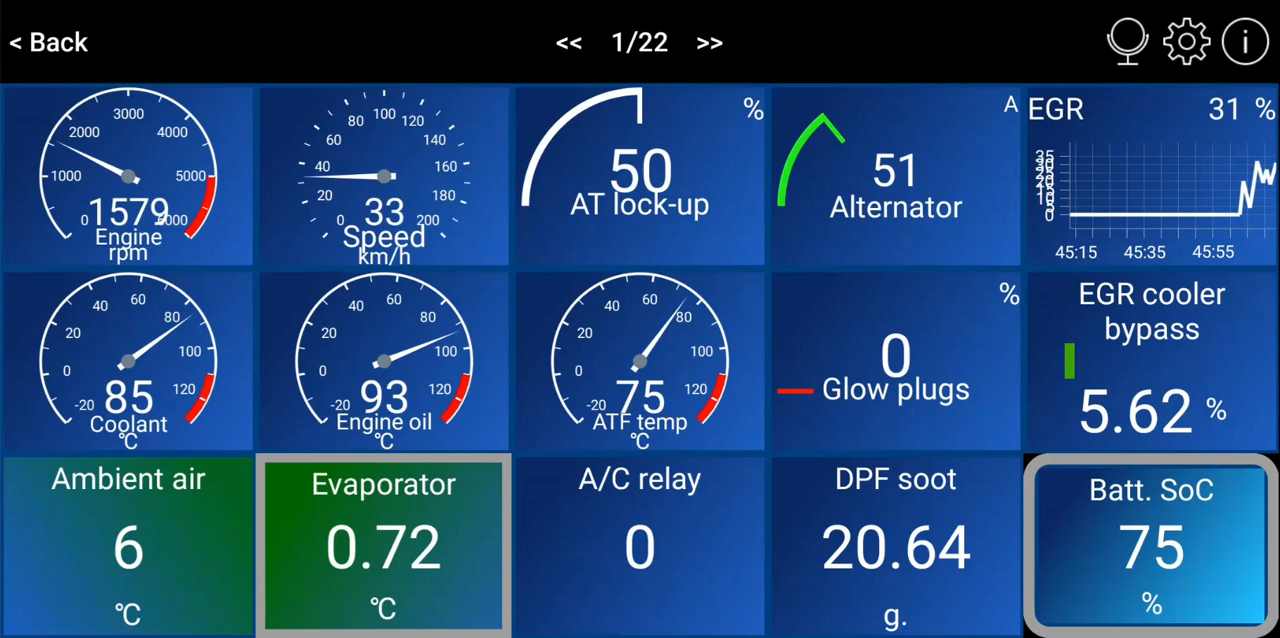 < Back
<< 1/22 >>
0 1000 2000 3000 4000 5000 6000
1579
Engine
rpm
0 20 40 60 80 100 120 140 160 180 200
33
Speed
km/h
%
50
AT lock-up
A
51
Alternator
EGR 31 %
35
30
25
20
15
10
5
0
45:15 45:35 45:55
-20 0 20 40 60 80 100 120
85
Coolant
°C
-20 0 20 40 60 80 100 120
93
Engine oil
°C
-20 0 20 40 60 80 100 120
75
ATF temp
°C
%
0
Glow plugs
EGR cooler
bypass
5.62 %
Ambient air
6
°C
Evaporator
0.72
°C
A/C relay
0
DPF soot
20.64
g.
Batt. SoC
75
%